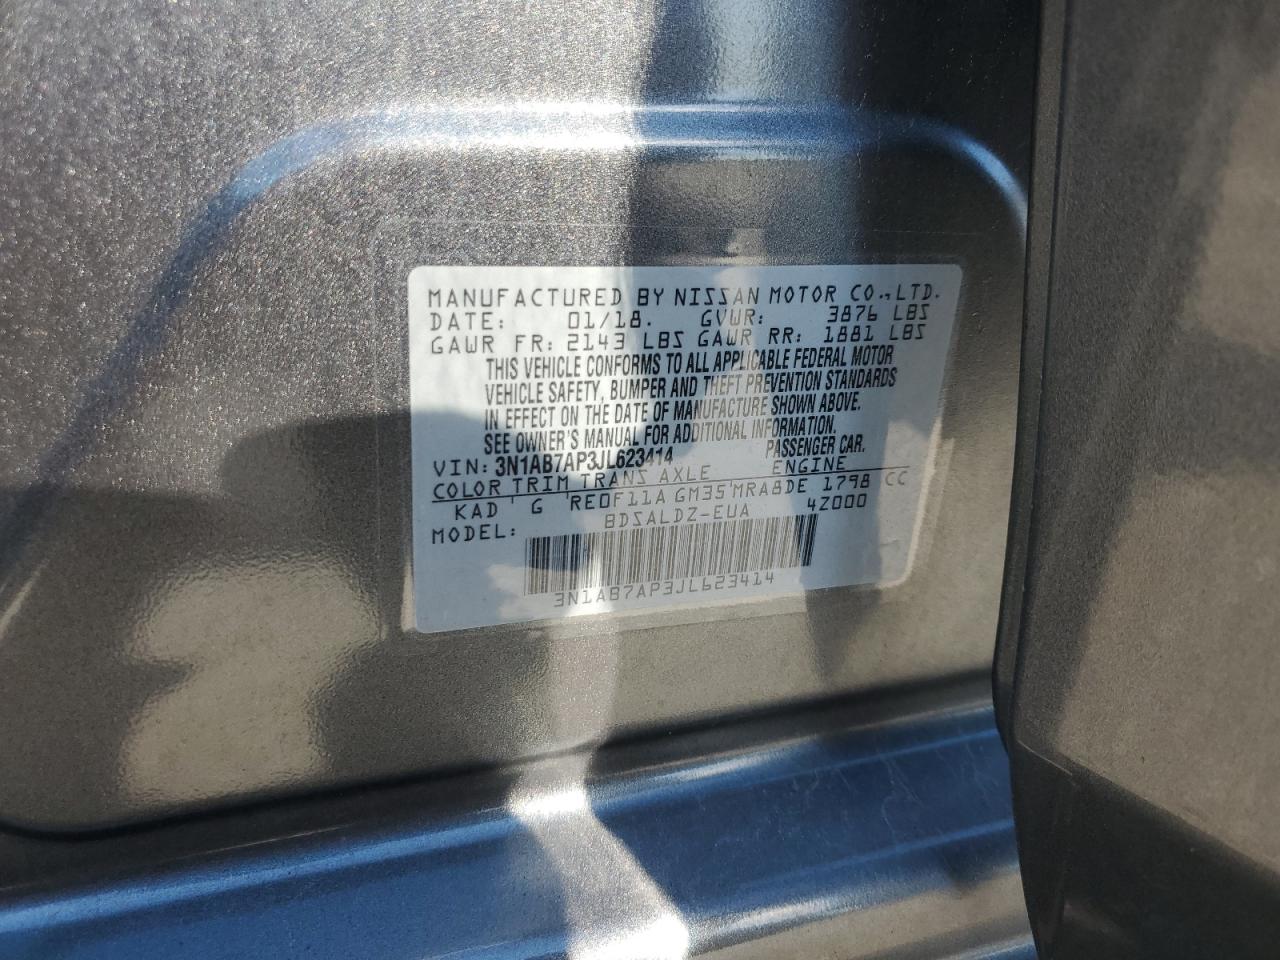 MANUFACTURED BY NISSAN MOTOR CO.,LTD.
DATE: 01/18. GVWR: 3876 LBS
GAWR FR: 2143 LBS GAWR RR: 1881 LBS
THIS VEHICLE CONFORMS TO ALL APPLICABLE FEDERAL MOTOR
VEHICLE SAFETY, BUMPER AND THEFT PREVENTION STANDARDS
IN EFFECT ON THE DATE OF MANUFACTURE SHOWN ABOVE.
SEE OWNER'S MANUAL FOR ADDITIONAL INFORMATION.
VIN: 3N1AB7AP3JL623414 PASSENGER CAR.
COLOR TRIM TRANS AXLE ENGINE
KAD G RE0F11A GM35 MRA8DE 1798 CC
MODEL: BDSALDZ-EUA 4Z000
3N1AB7AP3JL623414